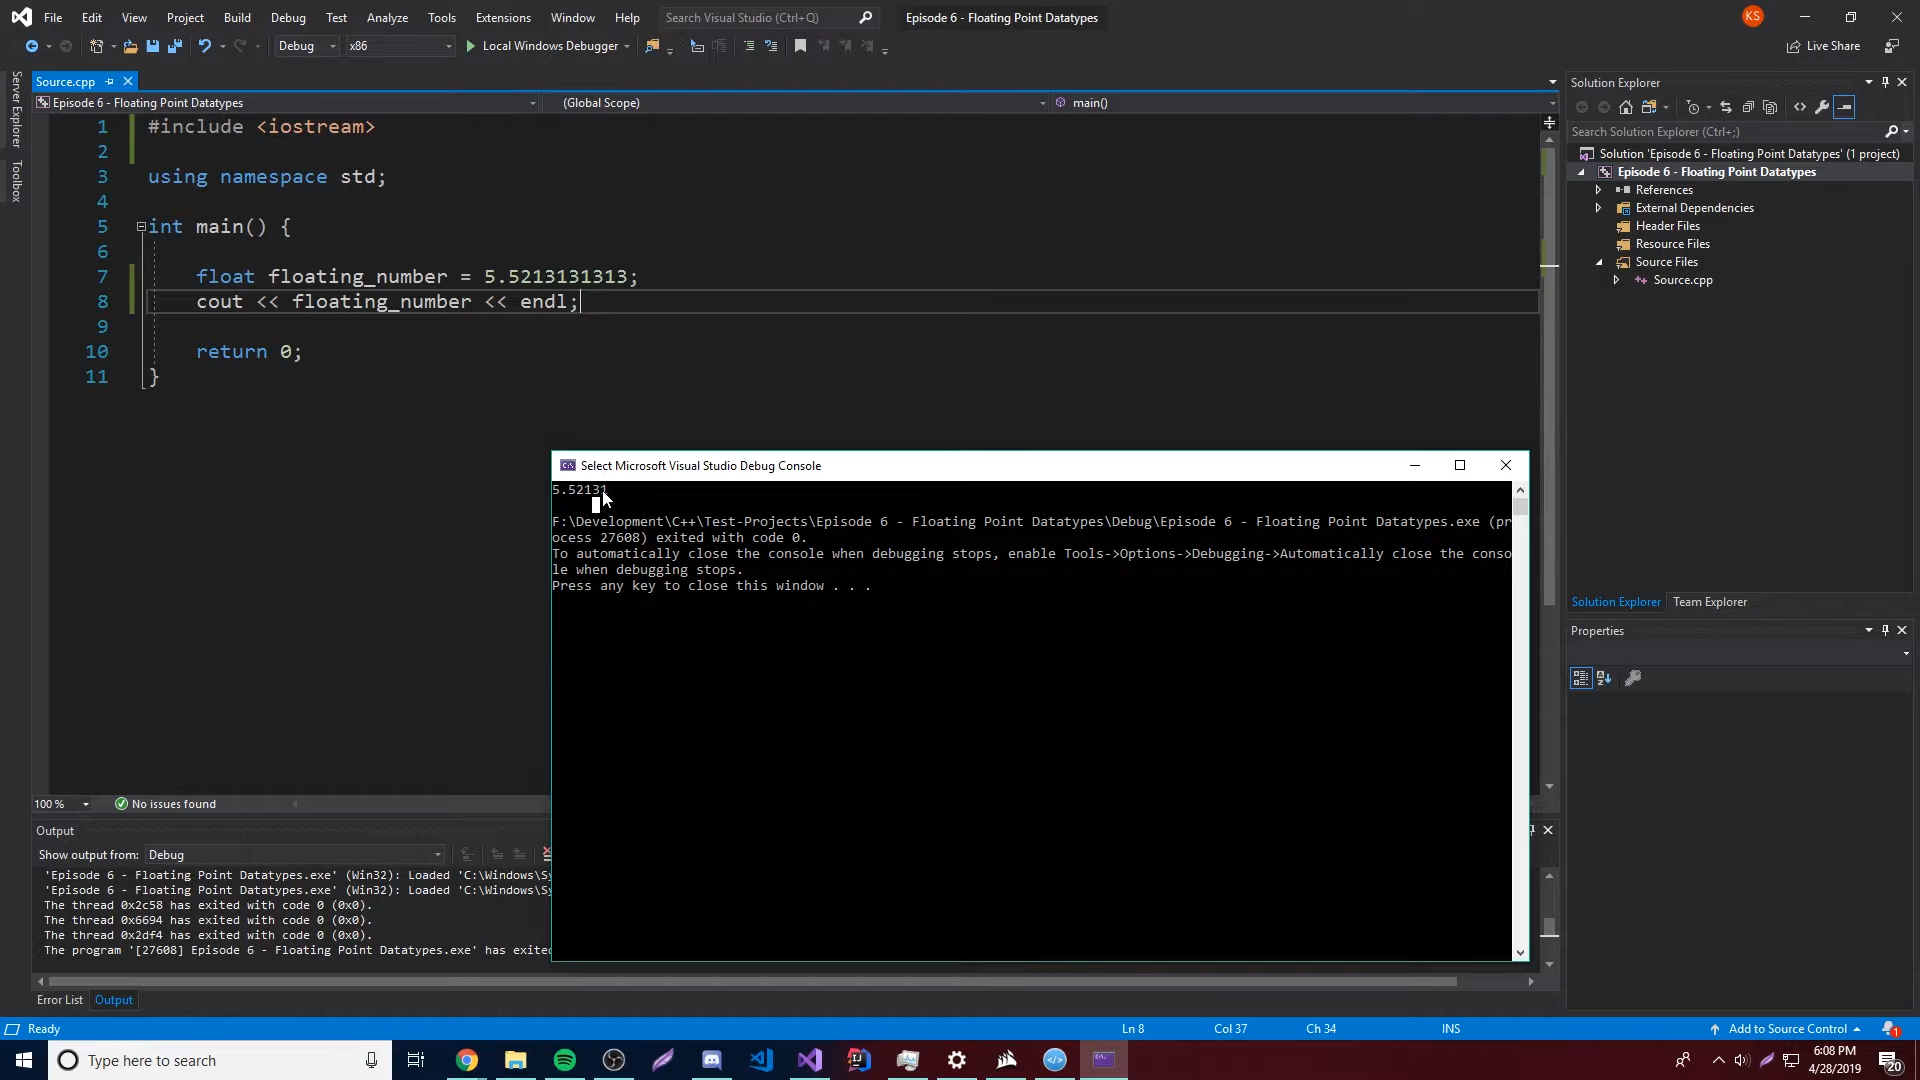 File Edit View Project Build Debug Test Analyze Tools Extensions Window Help Search Visual Studio (Ctrl+Q) Episode 6 - Floating Point Datatypes KS
Debug x86 Local Windows Debugger Live Share
Server Explorer
Toolbox
Source.cpp
Episode 6 - Floating Point Datatypes (Global Scope) main()
1 #include <iostream>
2
3 using namespace std;
4
5 int main() {
6
7 float floating_number = 5.5213131313;
8 cout << floating_number << endl;
9
10 return 0;
11 }
100 % No issues found
Select Microsoft Visual Studio Debug Console
5.52131
F:\Development\C++\Test-Projects\Episode 6 - Floating Point Datatypes\Debug\Episode 6 - Floating Point Datatypes.exe (pr
ocess 27608) exited with code 0.
To automatically close the console when debugging stops, enable Tools->Options->Debugging->Automatically close the conso
le when debugging stops.
Press any key to close this window . . .
Output
Show output from: Debug
'Episode 6 - Floating Point Datatypes.exe' (Win32): Loaded 'C:\Windows\Sy
'Episode 6 - Floating Point Datatypes.exe' (Win32): Loaded 'C:\Windows\Sy
The thread 0x2c58 has exited with code 0 (0x0).
The thread 0x6694 has exited with code 0 (0x0).
The thread 0x2df4 has exited with code 0 (0x0).
The program '[27608] Episode 6 - Floating Point Datatypes.exe' has exited
Error List Output
Solution Explorer
Search Solution Explorer (Ctrl+;)
Solution 'Episode 6 - Floating Point Datatypes' (1 project)
Episode 6 - Floating Point Datatypes
References
External Dependencies
Header Files
Resource Files
Source Files
Source.cpp
Solution Explorer Team Explorer
Properties
Ready Ln 8 Col 37 Ch 34 INS Add to Source Control 1
Type here to search
6:08 PM
4/28/2019
20